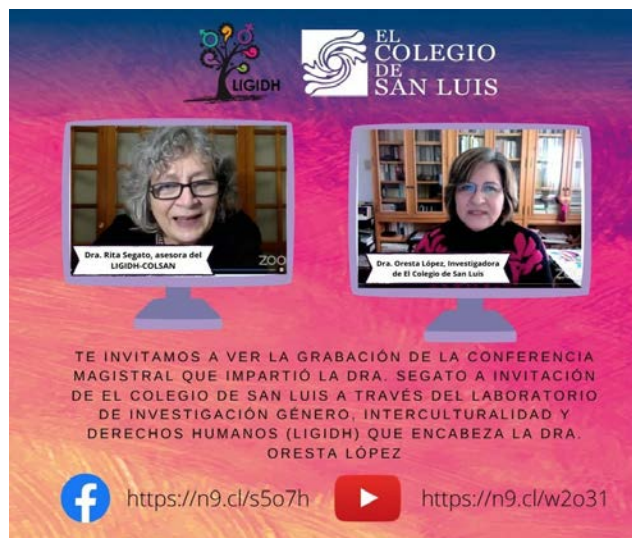 LIGIDH
EL
COLEGIO
DE
SAN LUIS
Dra. Rita Segato, asesora del
LIGIDH-COLSAN
ZOO
Dra. Oresta López, Investigadora
de El Colegio de San Luis
TE INVITAMOS A VER LA GRABACIÓN DE LA CONFERENCIA
MAGISTRAL QUE IMPARTIÓ LA DRA. SEGATO A INVITACIÓN
DE EL COLEGIO DE SAN LUIS A TRAVÉS DEL LABORATORIO
DE INVESTIGACIÓN GÉNERO, INTERCULTURALIDAD Y
DERECHOS HUMANOS (LIGIDH) QUE ENCABEZA LA DRA.
ORESTA LÓPEZ
https://n9.cl/s5o7h
https://n9.cl/w2o31